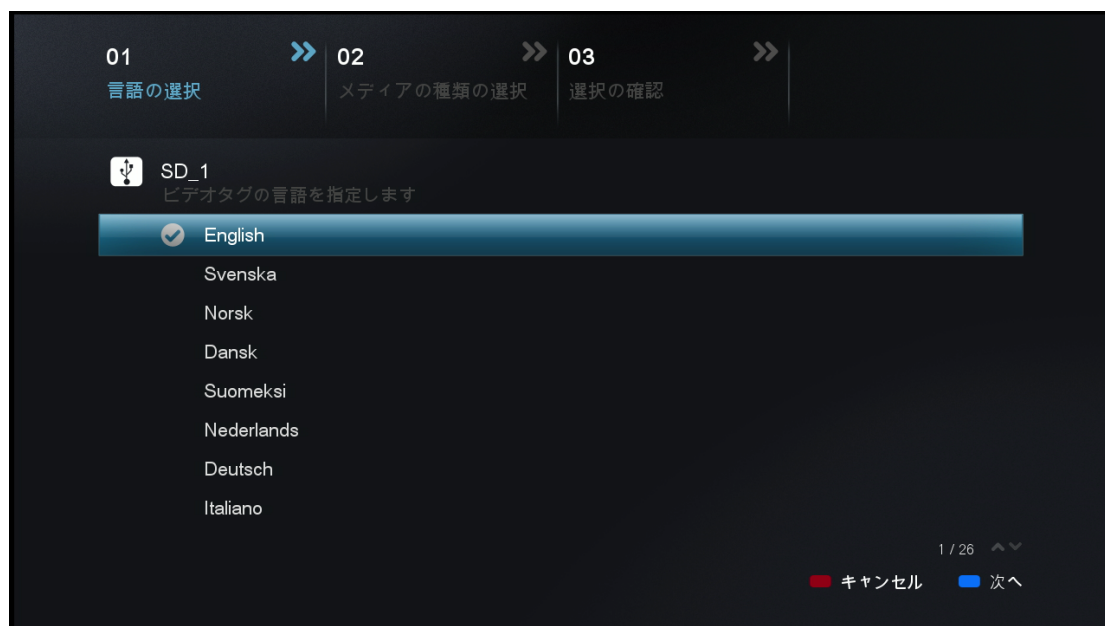 01
言語の選択
02
メディアの種類の選択
03
選択の確認
SD_1
ビデオタグの言語を指定します
English
Svenska
Norsk
Dansk
Suomeksi
Nederlands
Deutsch
Italiano
1 / 26
キャンセル 次へ